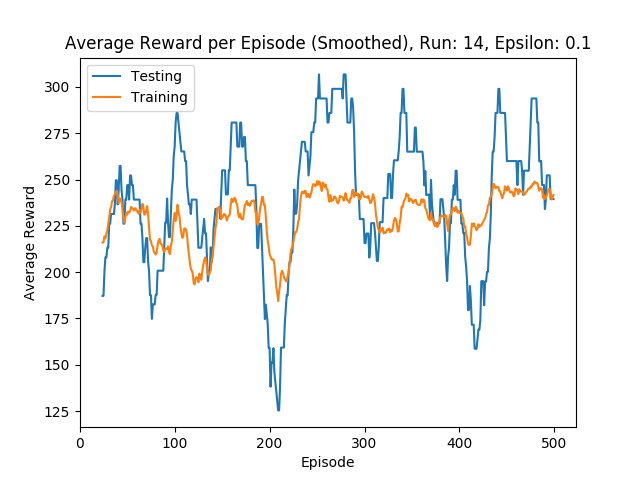 Average Reward per Episode (Smoothed), Run: 14, Epsilon: 0.1
Testing
Training
300
275
250
225
200
175
150
125
Average Reward
0
100
200
300
400
500
Episode